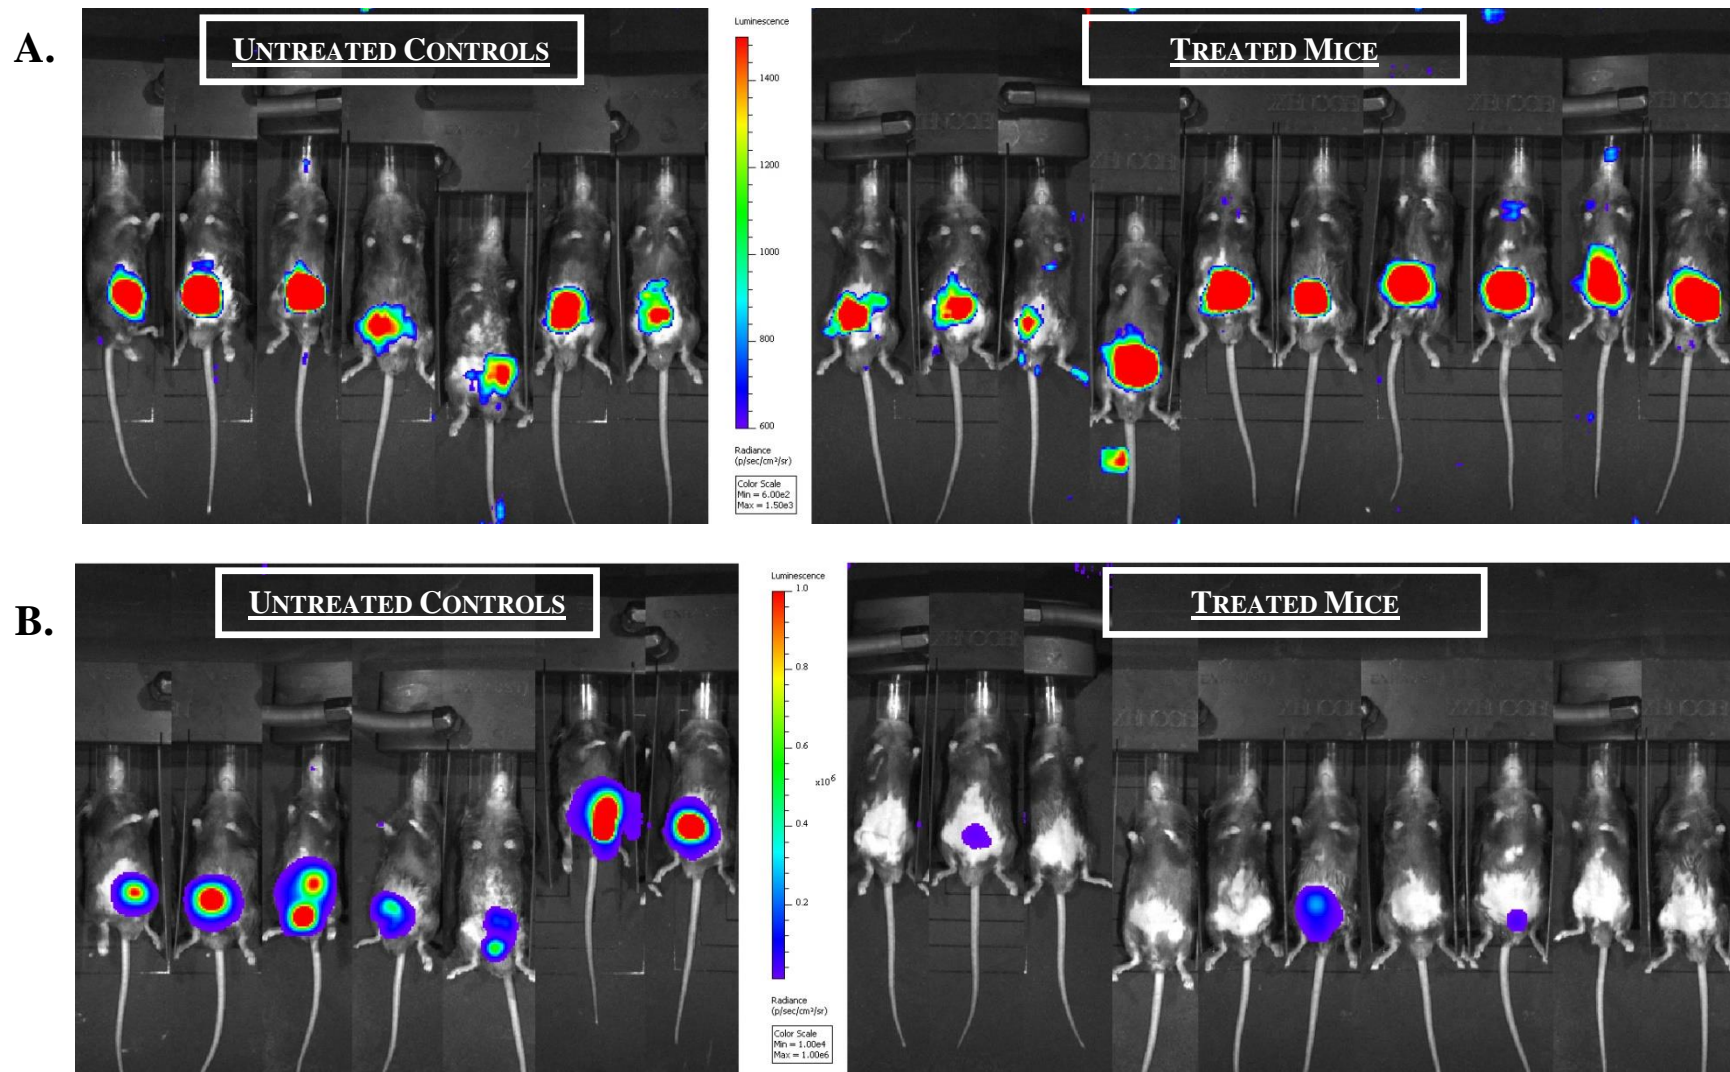 A.
UNTREATED CONTROLS
Luminescence
1400
1200
1000
800
600
Radiance
(p/sec/cm²/sr)
Color Scale
Min = 6.00e2
Max = 1.50e3
TREATED MICE
B.
UNTREATED CONTROLS
Luminescence
1.0
0.8
0.6
x10⁶
0.4
0.2
Radiance
(p/sec/cm²/sr)
Color Scale
Min = 1.00e4
Max = 1.00e6
TREATED MICE